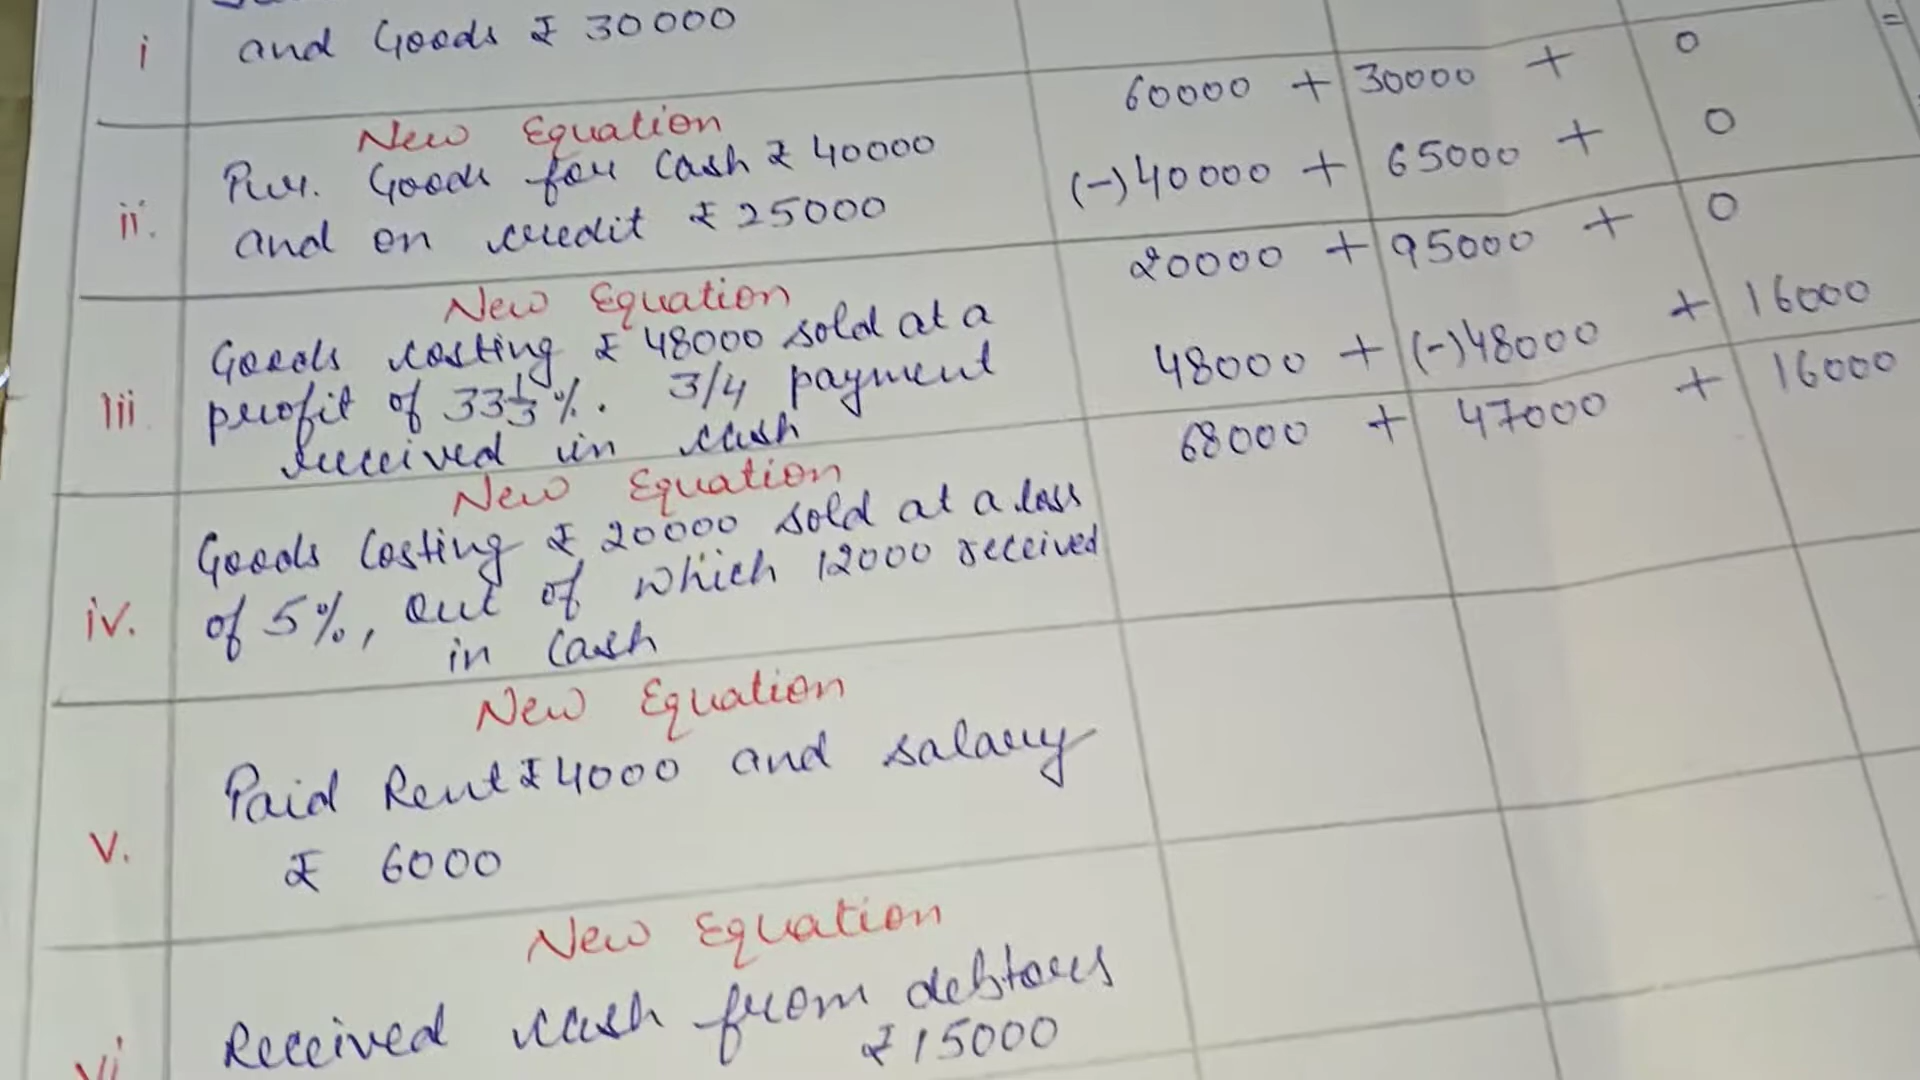 i and Goods ₹ 30000
60000 + 30000 + 0 =
New Equation
ii. Pur. Goods for cash ₹ 40000
(-)40000 + 65000 + 0
and on credit ₹ 25000
20000 + 95000 + 0
New Equation
Goods costing ₹ 48000 sold at a
48000 + (-)48000 + 16000
iii profit of 33 1/3 %. 3/4 payment
received in cash
68000 + 47000 + 16000
New Equation
Goods Costing ₹ 20000 sold at a loss
iv. of 5%, out of which 12000 received
in Cash
New Equation
Paid Rent ₹ 4000 and salary
v. ₹ 6000
New Equation
vi Received cash from debtors
₹ 15000